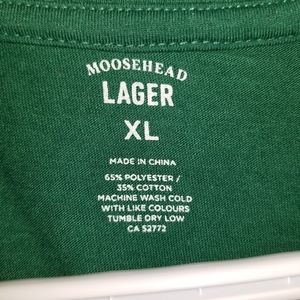 MOOSEHEAD
LAGER
XL
MADE IN CHINA
65% POLYESTER /
35% COTTON
MACHINE WASH COLD
WITH LIKE COLOURS
TUMBLE DRY LOW
CA 52772